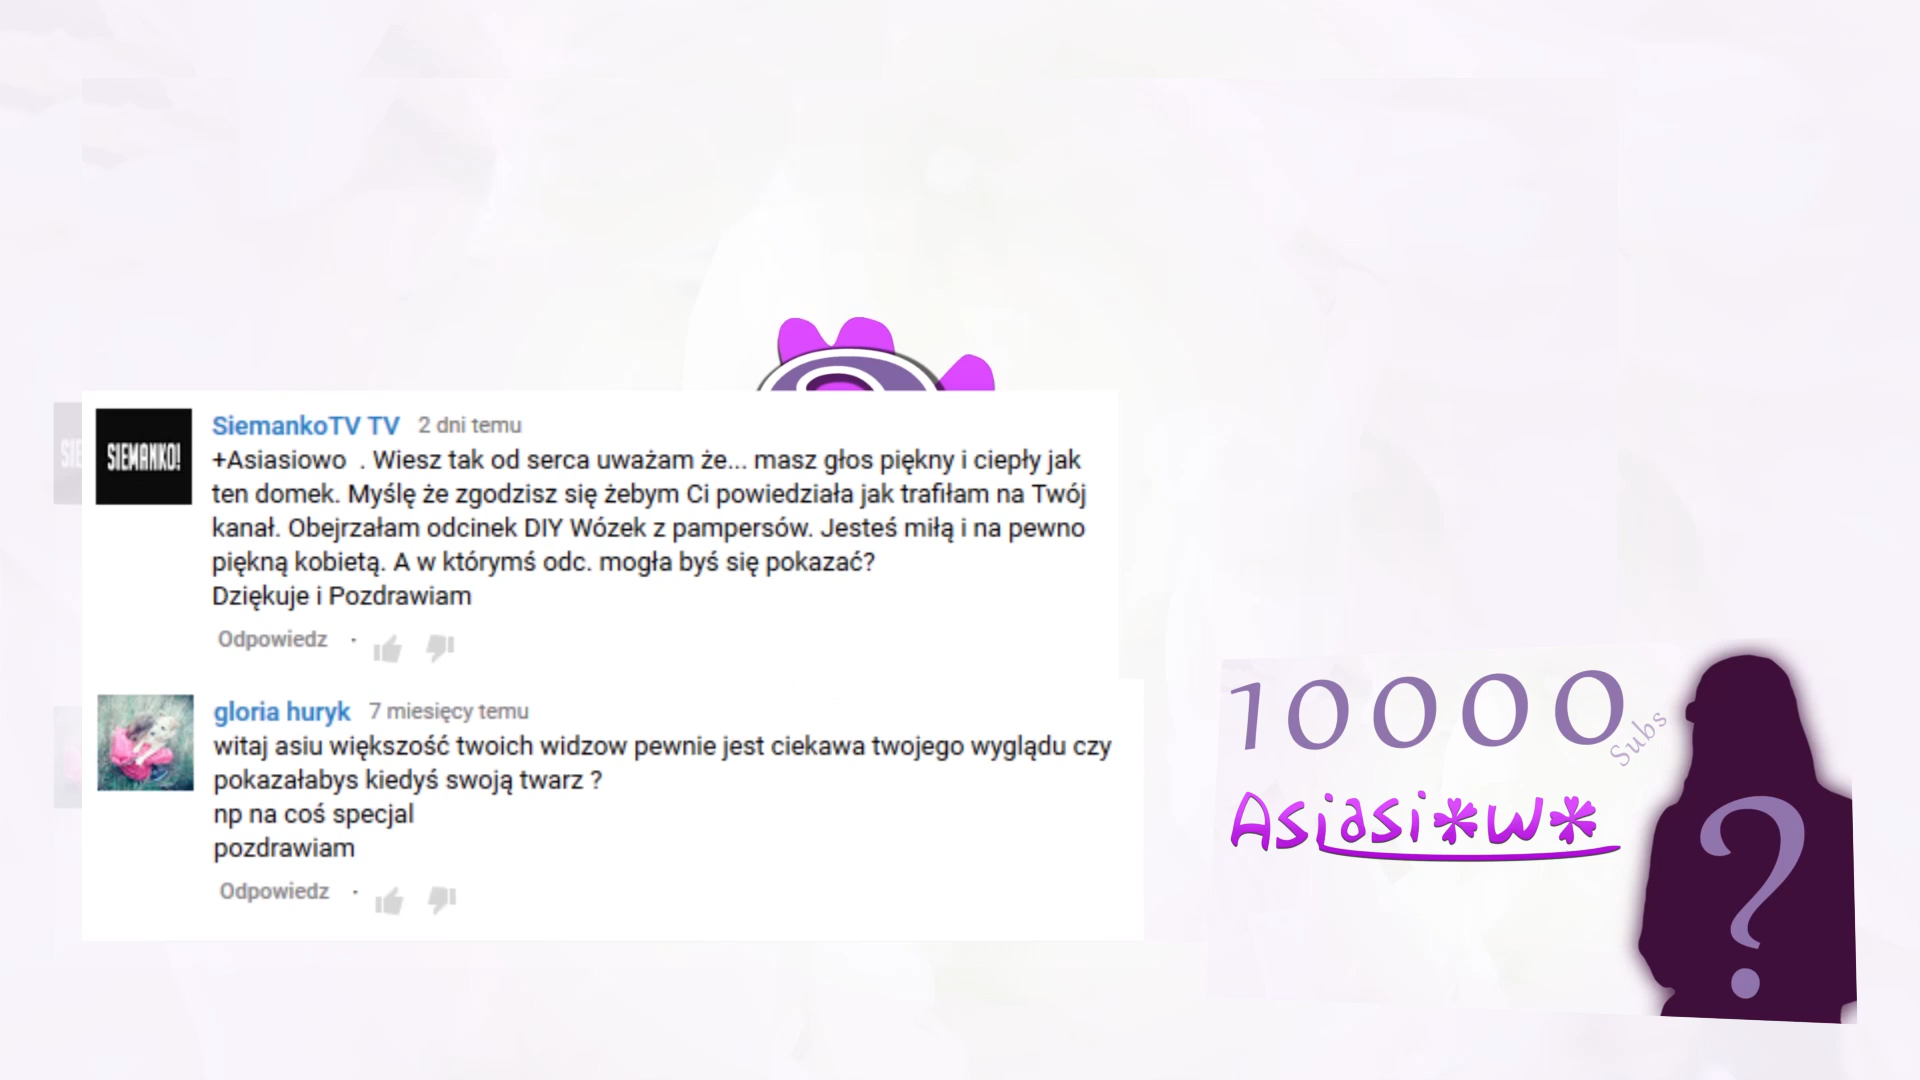 SIEMANKO!
SiemankoTV TV 2 dni temu
+Asiasiowo . Wiesz tak od serca uważam że... masz głos piękny i ciepły jak
ten domek. Myślę że zgodzisz się żebym Ci powiedziała jak trafiłam na Twój
kanał. Obejrzałam odcinek DIY Wózek z pampersów. Jesteś miłą i na pewno
piękną kobietą. A w którymś odc. mogła byś się pokazać?
Dziękuje i Pozdrawiam
Odpowiedz ·
gloria huryk 7 miesięcy temu
witaj asiu większość twoich widzow pewnie jest ciekawa twojego wyglądu czy
pokazałabys kiedyś swoją twarz ?
np na coś specjal
pozdrawiam
Odpowiedz ·
10000
Subs
Asiasi*w*
?